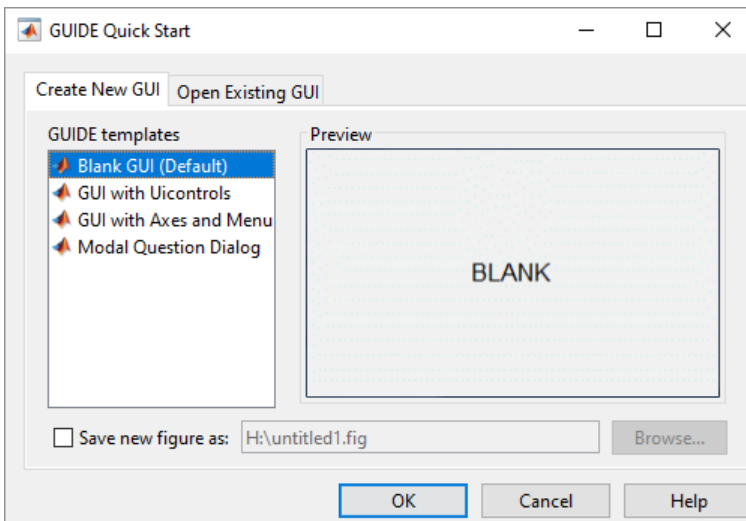 GUIDE Quick Start
Create New GUI Open Existing GUI
GUIDE templates
Blank GUI (Default)
GUI with Uicontrols
GUI with Axes and Menu
Modal Question Dialog
Preview
BLANK
Save new figure as: H:\untitled1.fig Browse...
OK Cancel Help